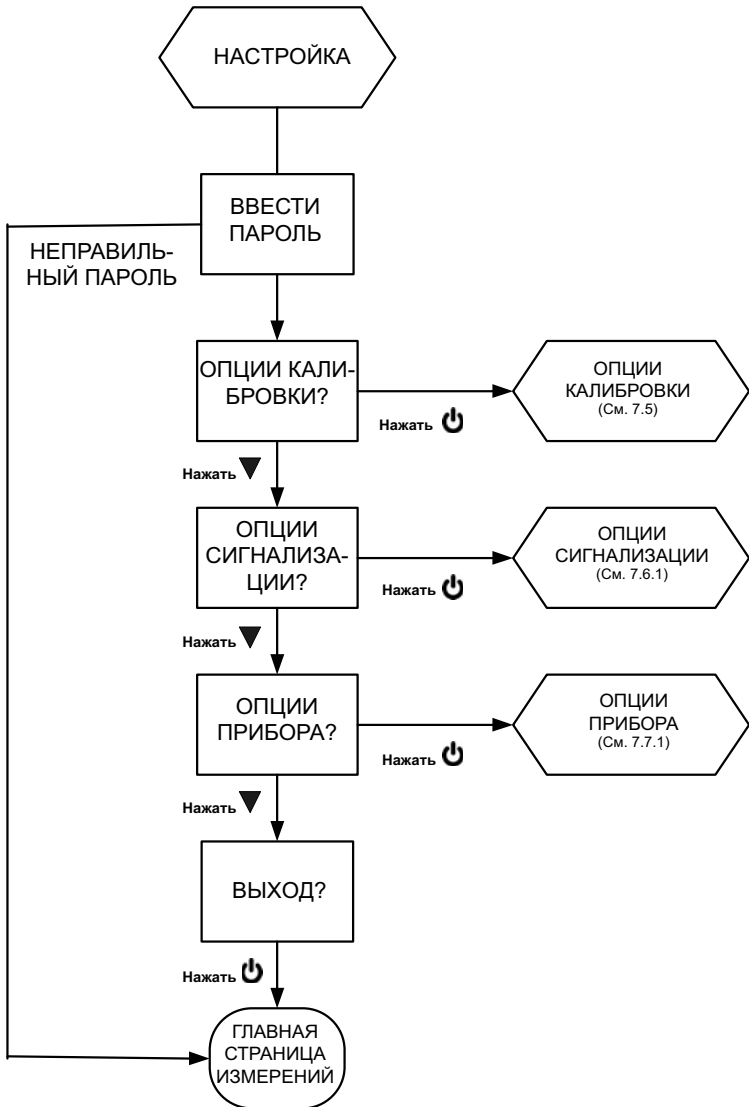 НАСТРОЙКА
ВВЕСТИ
ПАРОЛЬ
НЕПРАВИЛЬ-
НЫЙ ПАРОЛЬ
ОПЦИИ КАЛИ-
БРОВКИ?
Нажать
ОПЦИИ
КАЛИБРОВКИ
(См. 7.5)
Нажать
ОПЦИИ
СИГНАЛИЗА-
ЦИИ?
Нажать
ОПЦИИ
СИГНАЛИЗАЦИИ
(См. 7.6.1)
Нажать
ОПЦИИ
ПРИБОРА?
Нажать
ОПЦИИ
ПРИБОРА
(См. 7.7.1)
Нажать
ВЫХОД?
Нажать
ГЛАВНАЯ
СТРАНИЦА
ИЗМЕРЕНИЙ